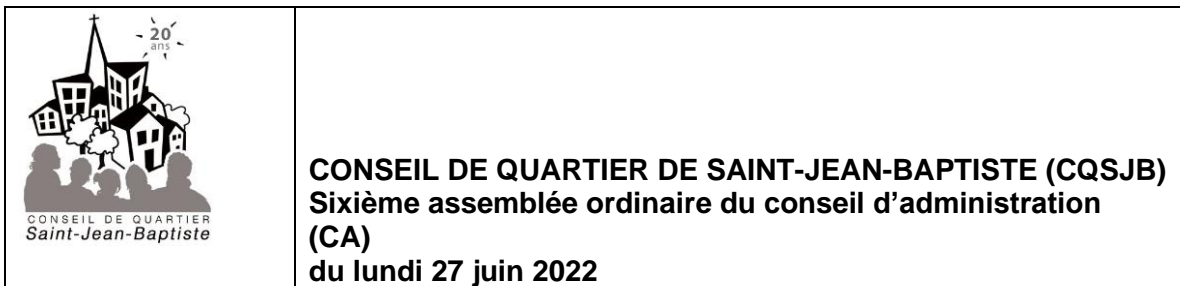 20
ans
CONSEIL DE QUARTIER
Saint-Jean-Baptiste
CONSEIL DE QUARTIER DE SAINT-JEAN-BAPTISTE (CQSJB)
Sixième assemblée ordinaire du conseil d’administration
(CA)
du lundi 27 juin 2022